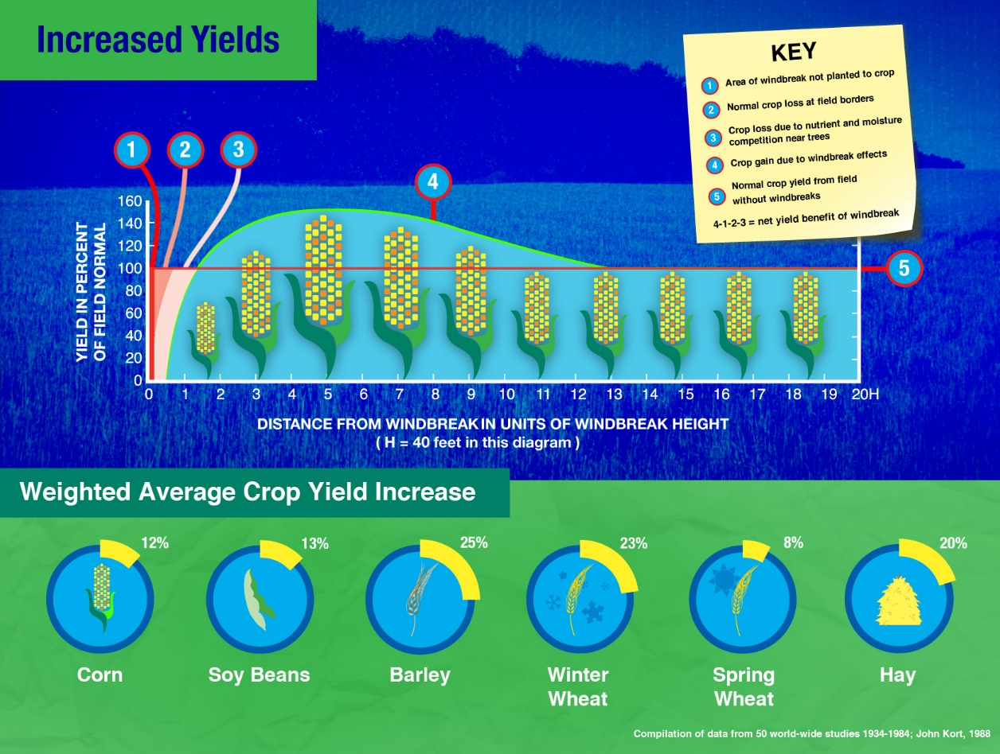 Increased Yields
KEY
1 Area of windbreak not planted to crop
2 Normal crop loss at field borders
3 Crop loss due to nutrient and moisture
competition near trees
4 Crop gain due to windbreak effects
5 Normal crop yield from field
without windbreaks
4-1-2-3 = net yield benefit of windbreak
1 2 3
4
5
YIELD IN PERCENT
OF FIELD NORMAL
160
140
120
100
80
60
40
20
0
0 1 2 3 4 5 6 7 8 9 10 11 12 13 14 15 16 17 18 19 20H
DISTANCE FROM WINDBREAK IN UNITS OF WINDBREAK HEIGHT
( H = 40 feet in this diagram )
Weighted Average Crop Yield Increase
12% 13% 25% 23% 8% 20%
Corn Soy Beans Barley Winter Spring Hay
Wheat Wheat
Compilation of data from 50 world-wide studies 1934-1984; John Kort, 1988